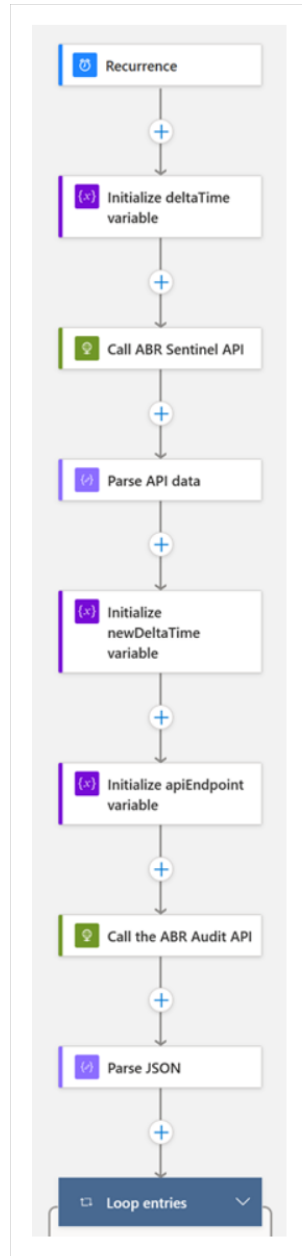 Recurrence
{x} Initialize deltaTime
variable
Call ABR Sentinel API
Parse API data
{x} Initialize
newDeltaTime
variable
{x} Initialize apiEndpoint
variable
Call the ABR Audit API
Parse JSON
Loop entries